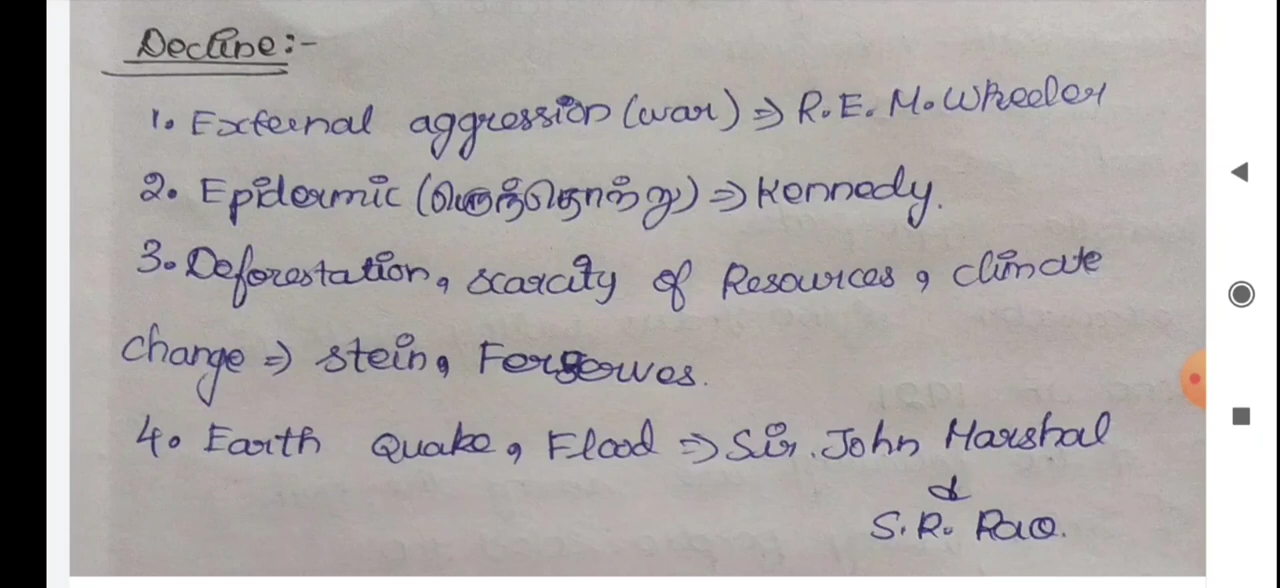 Decline:-
1. External aggression (war) ⇒ R.E.M. Wheeler
2. Epidermic (பெருந்தொற்று) ⇒ Kennedy.
3. Deforestation, scarcity of Resources, climate
change ⇒ stein,
4. Earth Quake, Flood ⇒ Sir. John Marshal
&
S.R. Rao.